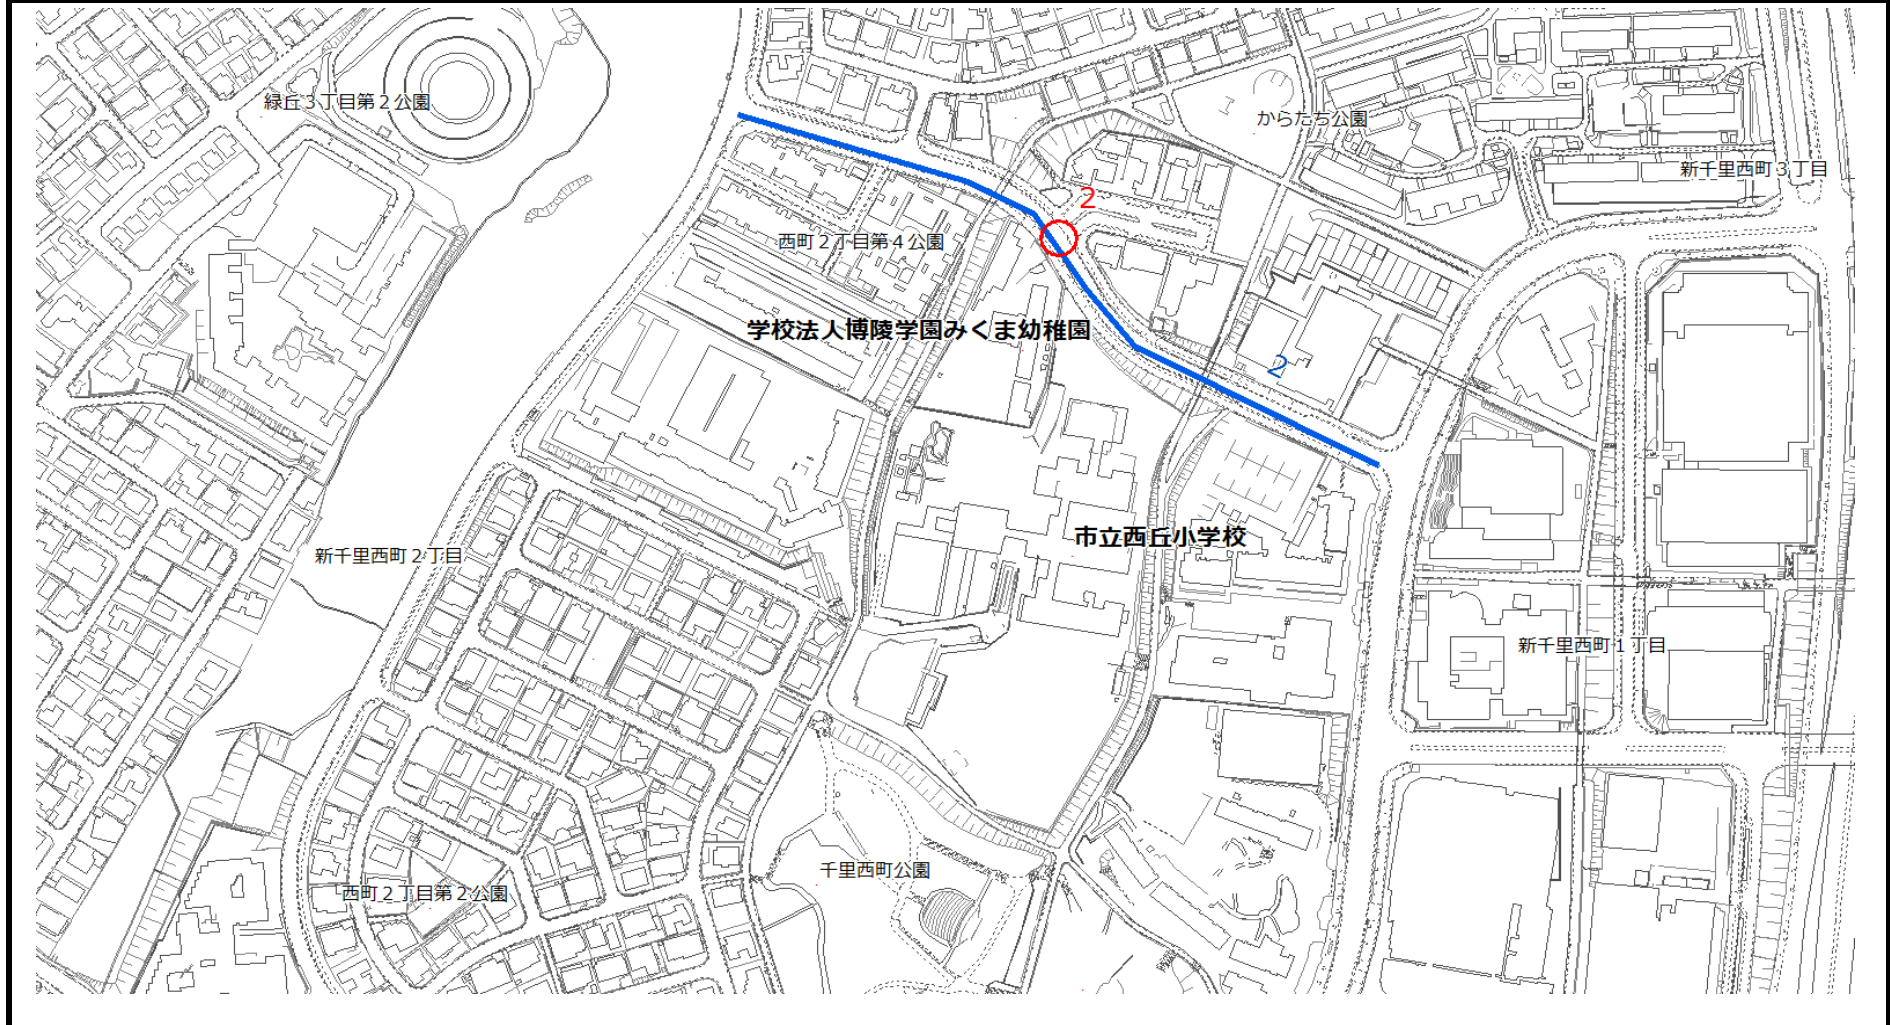 緑丘3丁目第2公園
からたち公園
新千里西町3丁目
2
西町2丁目第4公園
学校法人博陵学園みくま幼稚園
2
市立西丘小学校
新千里西町2丁目
新千里西町1丁目
千里西町公園
西町2丁目第2公園